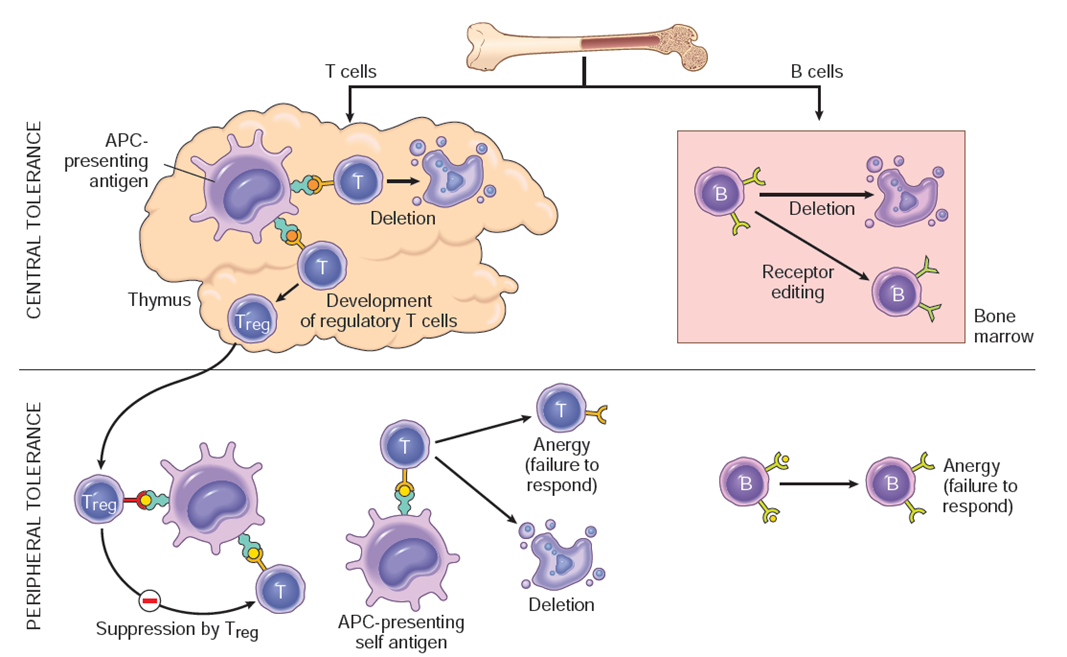 T cells
B cells
CENTRAL TOLERANCE
APC-
presenting
antigen
T
Deletion
T
Thymus
Development
of regulatory T cells
Treg
B
Deletion
Receptor
editing
B
Bone
marrow
PERIPHERAL TOLERANCE
Treg
T
Suppression by Treg
T
T
Anergy
(failure to
respond)
Deletion
APC-presenting
self antigen
B
B
Anergy
(failure to
respond)